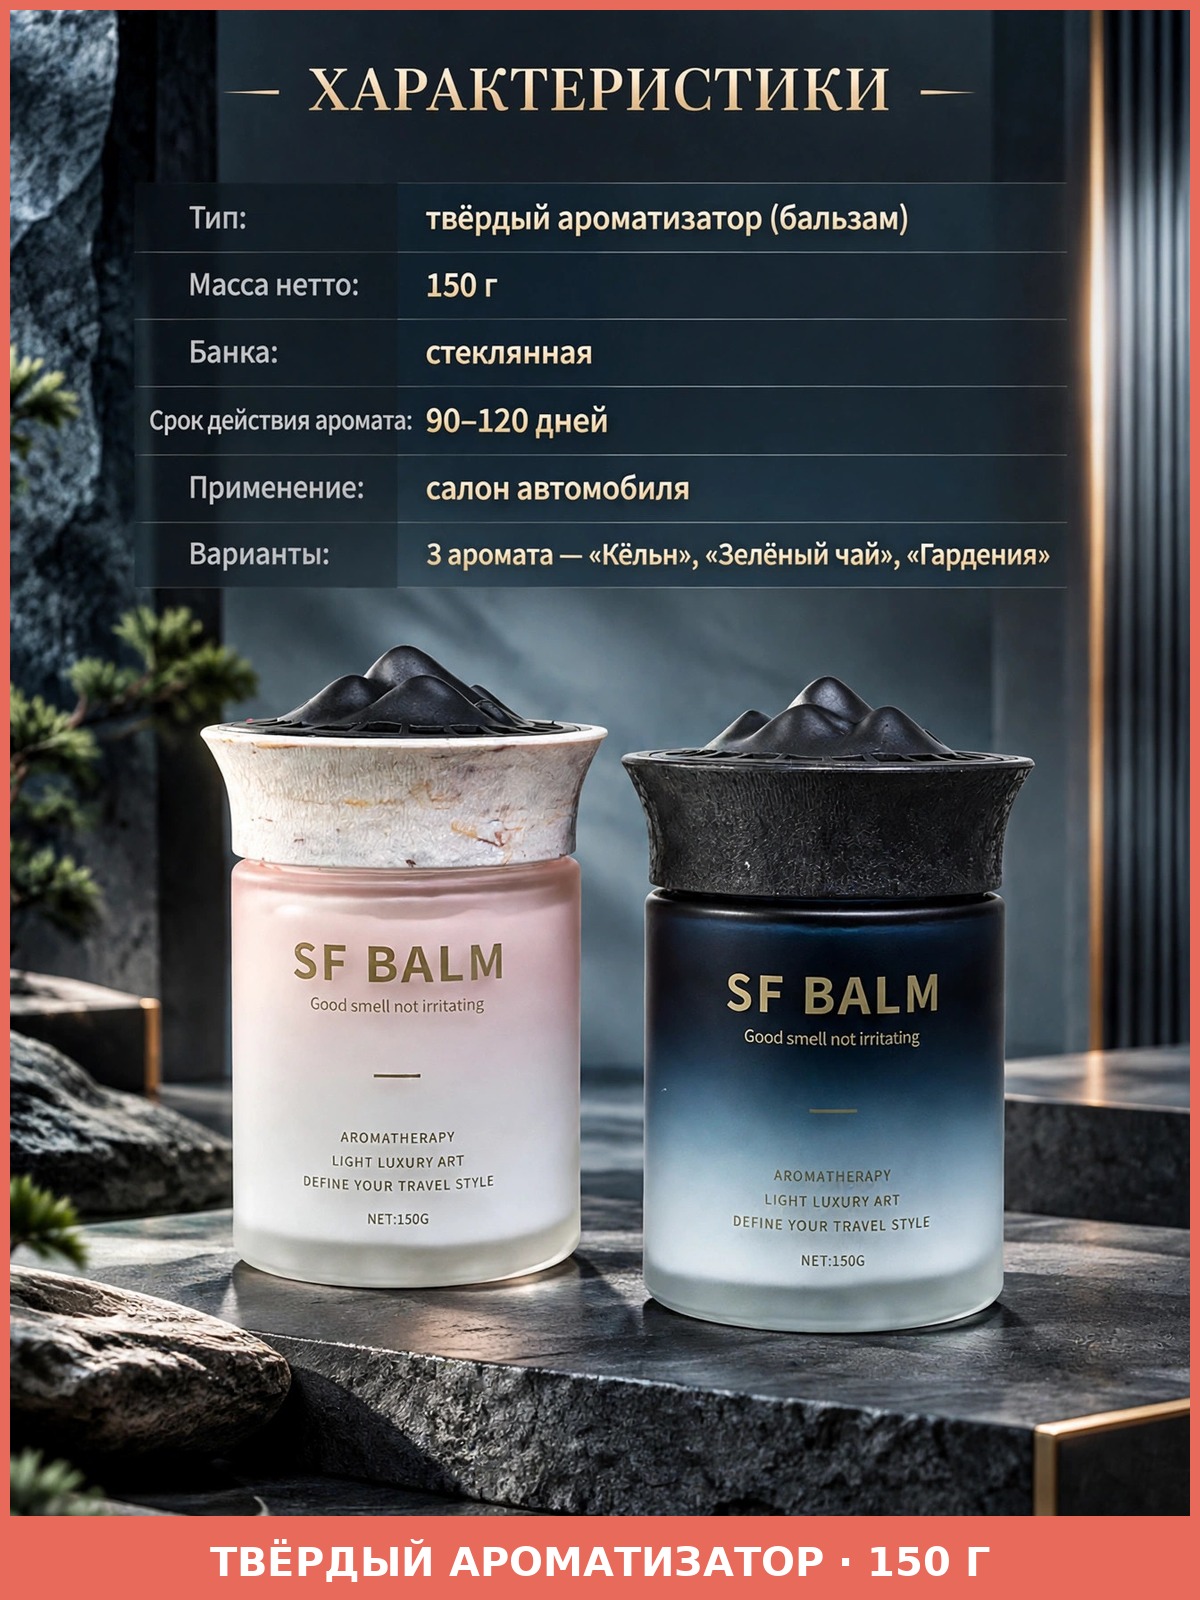 ХАРАКТЕРИСТИКИ
Тип: твёрдый ароматизатор (бальзам)
Масса нетто: 150 г
Банка: стеклянная
Срок действия аромата: 90–120 дней
Применение: салон автомобиля
Варианты: 3 аромата — «Кёльн», «Зелёный чай», «Гардения»
SF BALM
Good smell not irritating
AROMATHERAPY
LIGHT LUXURY ART
DEFINE YOUR TRAVEL STYLE
NET:150G
SF BALM
Good smell not irritating
AROMATHERAPY
LIGHT LUXURY ART
DEFINE YOUR TRAVEL STYLE
NET:150G
ТВЁРДЫЙ АРОМАТИЗАТОР · 150 Г